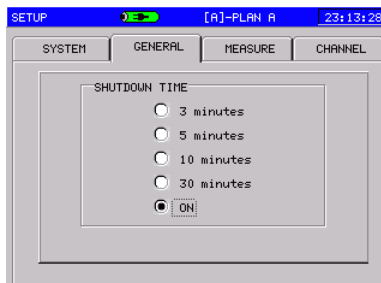 SETUP [A]-PLAN A 23:13:28
SYSTEM GENERAL MEASURE CHANNEL
SHUTDOWN TIME
3 minutes
5 minutes
10 minutes
30 minutes
ON